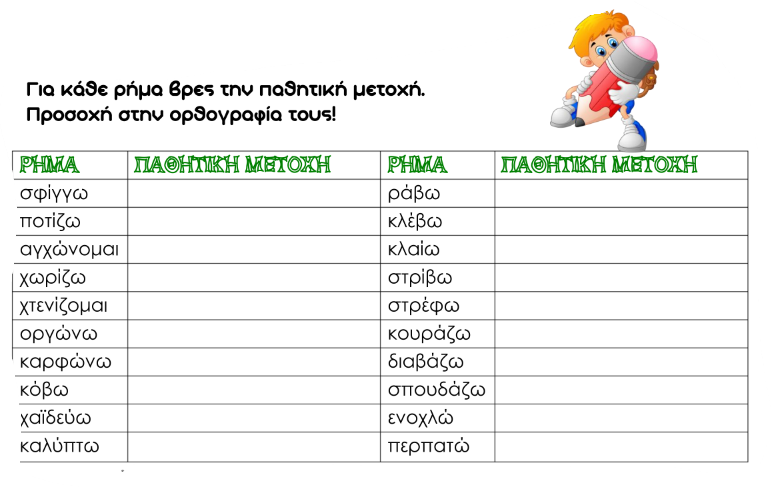 Για κάθε ρήμα βρες την παθητική μετοχή.
Προσοχή στην ορθογραφία τους!
ΡΗΜΑ ΠΑΘΗΤΙΚΗ ΜΕΤΟΧΗ ΡΗΜΑ ΠΑΘΗΤΙΚΗ ΜΕΤΟΧΗ
σφίγγω ράβω
ποτίζω κλέβω
αγχώνομαι κλαίω
χωρίζω στρίβω
χτενίζομαι στρέφω
οργώνω κουράζω
καρφώνω διαβάζω
κόβω σπουδάζω
χαϊδεύω ενοχλώ
καλύπτω περπατώ